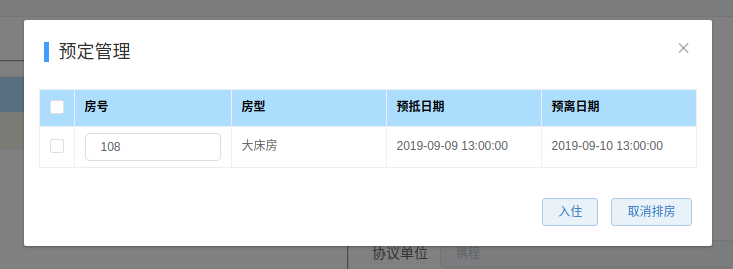 预定管理
房号 房型 预抵日期 预离日期
108 大床房 2019-09-09 13:00:00 2019-09-10 13:00:00
入住 取消排房
协议单位 携程